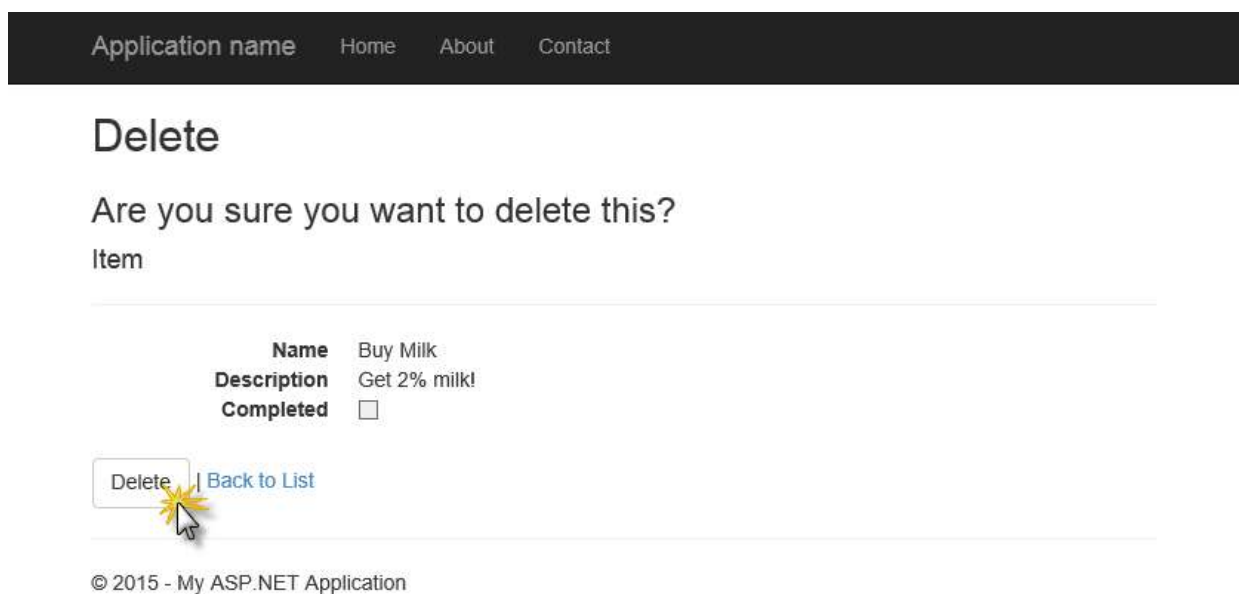 Application name Home About Contact
Delete
Are you sure you want to delete this?
Item
Name Buy Milk
Description Get 2% milk!
Completed
Delete | Back to List
© 2015 - My ASP.NET Application